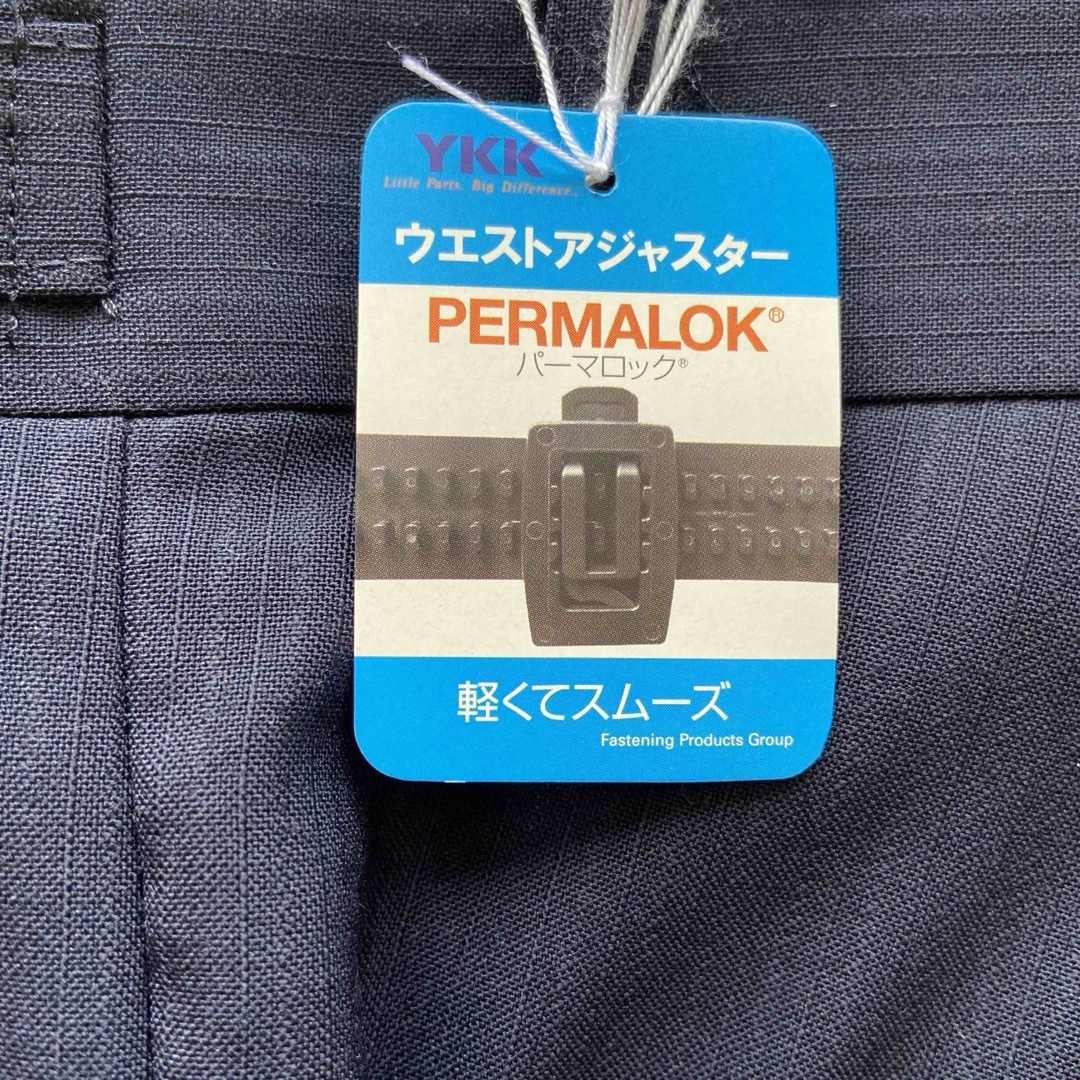 YKK
Little Parts. Big Difference.
ウエストアジャスター
PERMALOK®
パーマロック®
軽くてスムーズ
Fastening Products Group